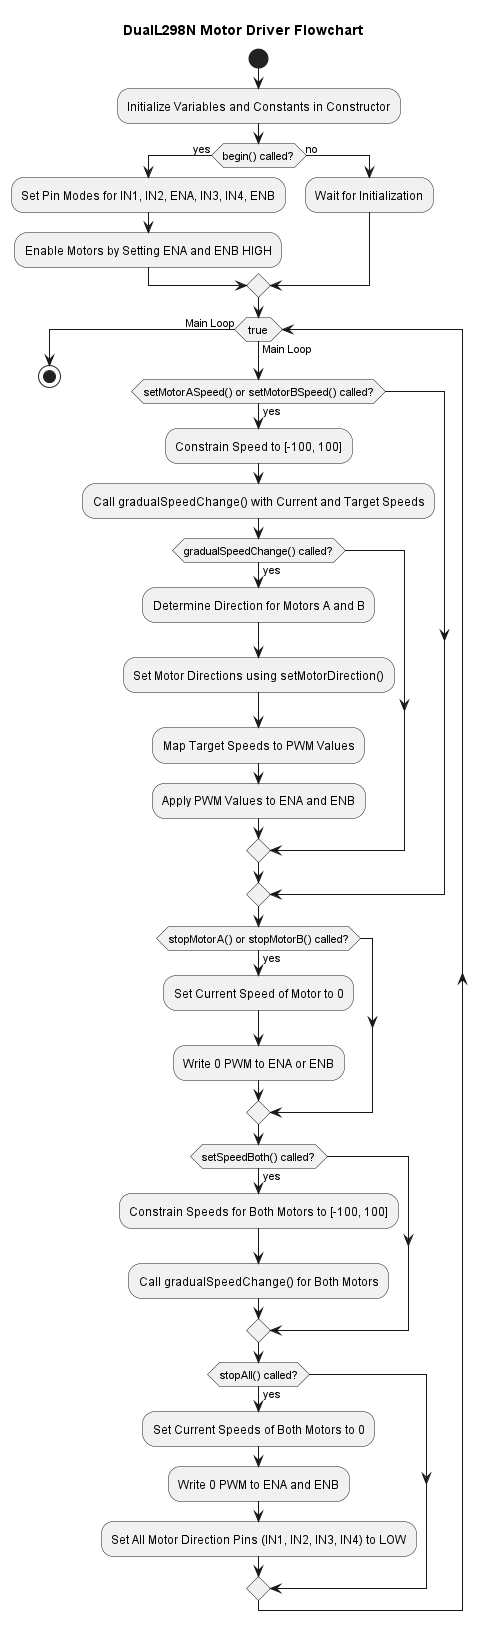 DualL298N Motor Driver Flowchart
Initialize Variables and Constants in Constructor
yes
begin() called?
no
Set Pin Modes for IN1, IN2, ENA, IN3, IN4, ENB
Wait for Initialization
Enable Motors by Setting ENA and ENB HIGH
Main Loop
true
Main Loop
setMotorASpeed() or setMotorBSpeed() called?
yes
Constrain Speed to [-100, 100]
Call gradualSpeedChange() with Current and Target Speeds
gradualSpeedChange() called?
yes
Determine Direction for Motors A and B
Set Motor Directions using setMotorDirection()
Map Target Speeds to PWM Values
Apply PWM Values to ENA and ENB
stopMotorA() or stopMotorB() called?
yes
Set Current Speed of Motor to 0
Write 0 PWM to ENA or ENB
setSpeedBoth() called?
yes
Constrain Speeds for Both Motors to [-100, 100]
Call gradualSpeedChange() for Both Motors
stopAll() called?
yes
Set Current Speeds of Both Motors to 0
Write 0 PWM to ENA and ENB
Set All Motor Direction Pins (IN1, IN2, IN3, IN4) to LOW